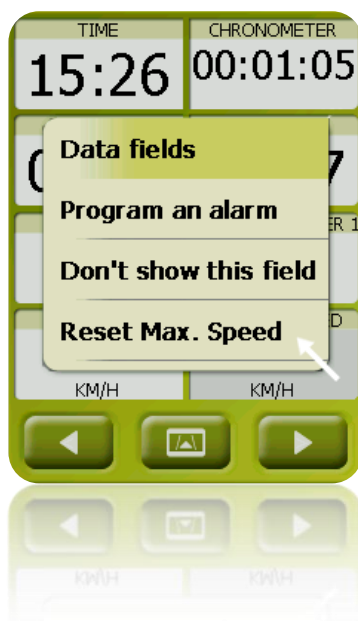 TIME CHRONOMETER
15:26 00:01:05
Data fields
Program an alarm
Don't show this field
Reset Max. Speed
KM/H KM/H